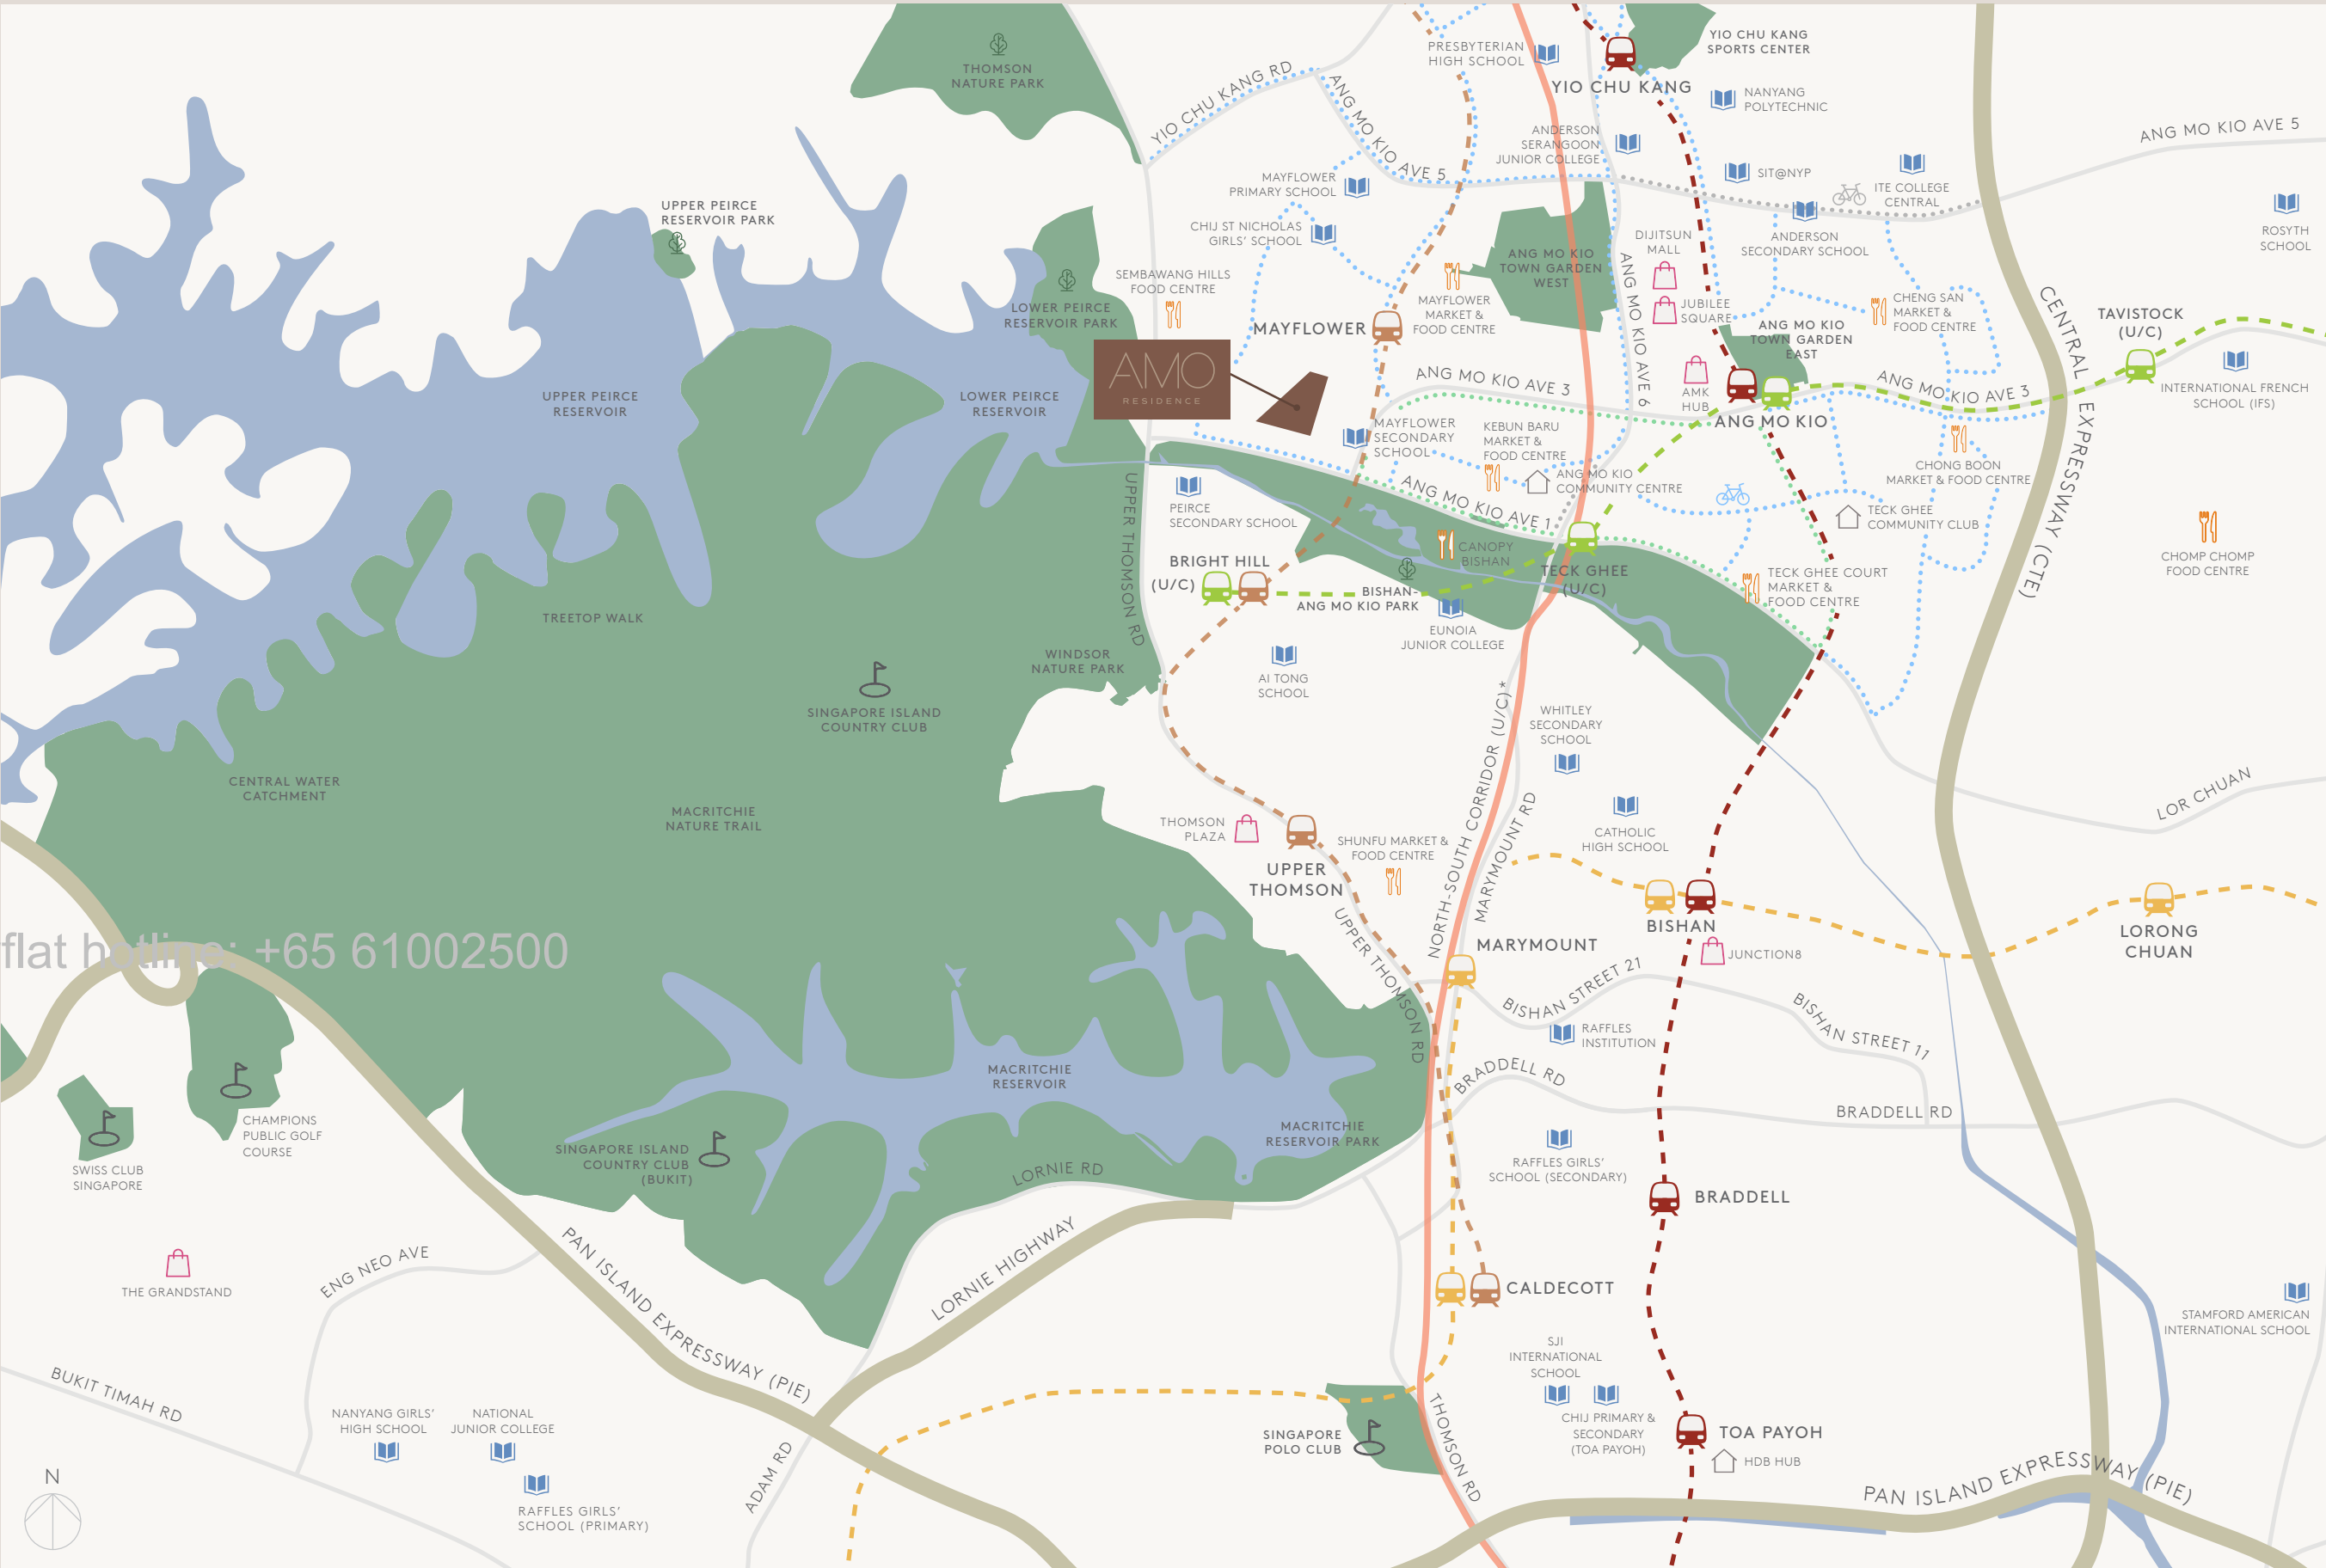 THOMSON
NATURE PARK
YIO CHU KANG RD
ANG MO KIO AVE 5
PRESBYTERIAN
HIGH SCHOOL
YIO CHU KANG
YIO CHU KANG
SPORTS CENTER
NANYANG
POLYTECHNIC
ANG MO KIO AVE 5
ANDERSON
SERANGOON
JUNIOR COLLEGE
SIT@NYP
ITE COLLEGE
CENTRAL
MAYFLOWER
PRIMARY SCHOOL
CHIJ ST NICHOLAS
GIRLS' SCHOOL
UPPER PEIRCE
RESERVOIR PARK
DIJITSUN
MALL
ANDERSON
SECONDARY SCHOOL
ROSYTH
SCHOOL
ANG MO KIO
TOWN GARDEN
WEST
ANG MO KIO AVE 6
SEMBAWANG HILLS
FOOD CENTRE
LOWER PEIRCE
RESERVOIR PARK
MAYFLOWER
MAYFLOWER
MARKET &
FOOD CENTRE
JUBILEE
SQUARE
CHENG SAN
MARKET &
FOOD CENTRE
ANG MO KIO
TOWN GARDEN
EAST
CENTRAL EXPRESSWAY (CTE)
TAVISTOCK
(U/C)
AMO
RESIDENCE
UPPER PEIRCE
RESERVOIR
LOWER PEIRCE
RESERVOIR
ANG MO KIO AVE 3
AMK
HUB
ANG MO KIO
ANG MO KIO AVE 3
INTERNATIONAL FRENCH
SCHOOL (IFS)
MAYFLOWER
SECONDARY
SCHOOL
KEBUN BARU
MARKET &
FOOD CENTRE
ANG MO KIO
COMMUNITY CENTRE
CHONG BOON
MARKET & FOOD CENTRE
UPPER THOMSON RD
PEIRCE
SECONDARY SCHOOL
ANG MO KIO AVE 1
TECK GHEE
COMMUNITY CLUB
CANOPY
BISHAN
CHOMP CHOMP
FOOD CENTRE
BRIGHT HILL
(U/C)
TECK GHEE
(U/C)
TECK GHEE COURT
MARKET &
FOOD CENTRE
BISHAN-
ANG MO KIO PARK
TREETOP WALK
EUNOIA
JUNIOR COLLEGE
WINDSOR
NATURE PARK
AI TONG
SCHOOL
SINGAPORE ISLAND
COUNTRY CLUB
NORTH-SOUTH CORRIDOR (U/C)*
WHITLEY
SECONDARY
SCHOOL
CENTRAL WATER
CATCHMENT
MACRITCHIE
NATURE TRAIL
LOR CHUAN
THOMSON
PLAZA
MARYMOUNT RD
CATHOLIC
HIGH SCHOOL
SHUNFU MARKET &
FOOD CENTRE
UPPER
THOMSON
UPPER THOMSON RD
BISHAN
LORONG
CHUAN
flat hotline: +65 61002500
MARYMOUNT
JUNCTION8
BISHAN STREET 21
BISHAN STREET 11
RAFFLES
INSTITUTION
MACRITCHIE
RESERVOIR
BRADDELL RD
BRADDELL RD
CHAMPIONS
PUBLIC GOLF
COURSE
MACRITCHIE
RESERVOIR PARK
SWISS CLUB
SINGAPORE
SINGAPORE ISLAND
COUNTRY CLUB
(BUKIT)
LORNIE RD
RAFFLES GIRLS'
SCHOOL (SECONDARY)
BRADDELL
ENG NEO AVE
THE GRANDSTAND
PAN ISLAND EXPRESSWAY (PIE)
LORNIE HIGHWAY
CALDECOTT
STAMFORD AMERICAN
INTERNATIONAL SCHOOL
SJI
INTERNATIONAL
SCHOOL
BUKIT TIMAH RD
NANYANG GIRLS'
HIGH SCHOOL
NATIONAL
JUNIOR COLLEGE
SINGAPORE
POLO CLUB
THOMSON RD
CHIJ PRIMARY &
SECONDARY
(TOA PAYOH)
TOA PAYOH
HDB HUB
N
ADAM RD
RAFFLES GIRLS'
SCHOOL (PRIMARY)
PAN ISLAND EXPRESSWAY (PIE)